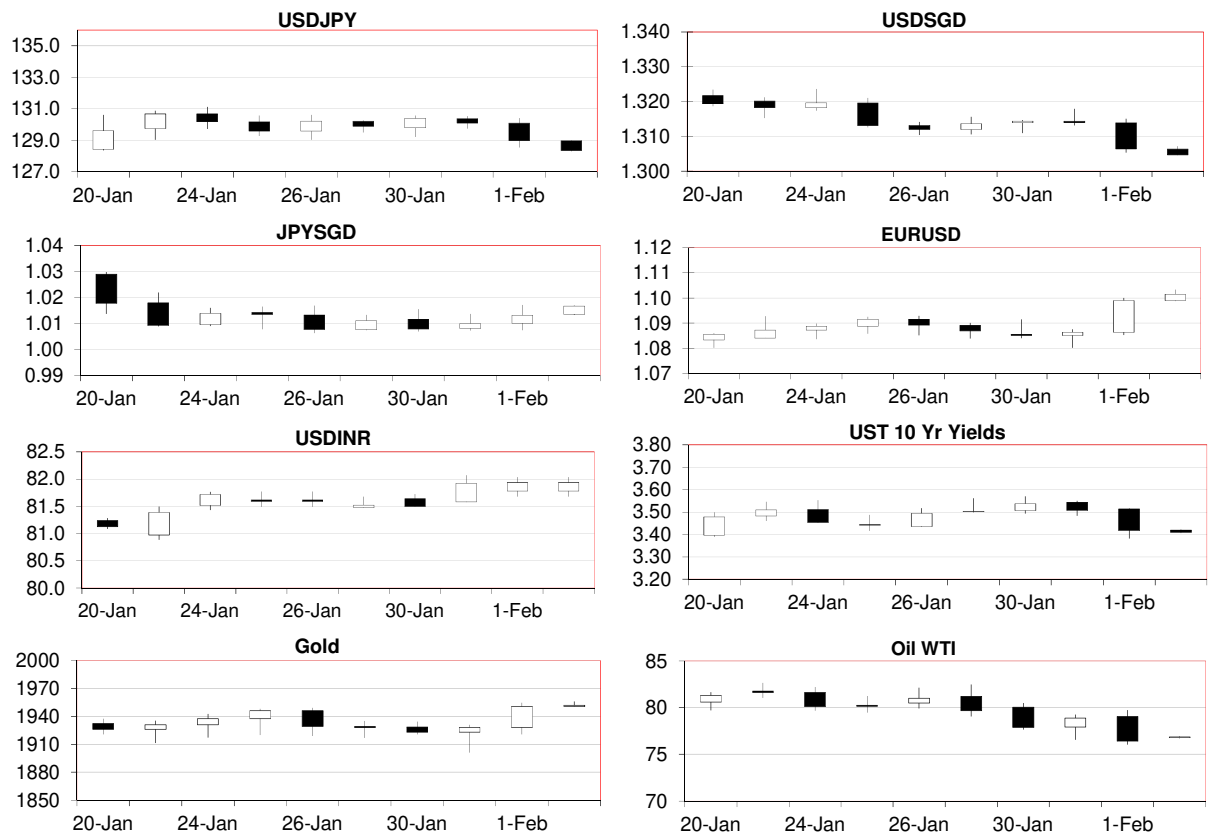 USDJPY
135.0
133.0
131.0
129.0
127.0
20-Jan 24-Jan 26-Jan 30-Jan 1-Feb
USDSGD
1.340
1.330
1.320
1.310
1.300
20-Jan 24-Jan 26-Jan 30-Jan 1-Feb
JPYSGD
1.04
1.03
1.02
1.01
1.00
0.99
20-Jan 24-Jan 26-Jan 30-Jan 1-Feb
EURUSD
1.12
1.11
1.10
1.09
1.08
1.07
20-Jan 24-Jan 26-Jan 30-Jan 1-Feb
USDINR
82.5
82.0
81.5
81.0
80.5
80.0
20-Jan 24-Jan 26-Jan 30-Jan 1-Feb
UST 10 Yr Yields
3.80
3.70
3.60
3.50
3.40
3.30
3.20
20-Jan 24-Jan 26-Jan 30-Jan 1-Feb
Gold
2000
1970
1940
1910
1880
1850
20-Jan 24-Jan 26-Jan 30-Jan 1-Feb
Oil WTI
85
80
75
70
20-Jan 24-Jan 26-Jan 30-Jan 1-Feb